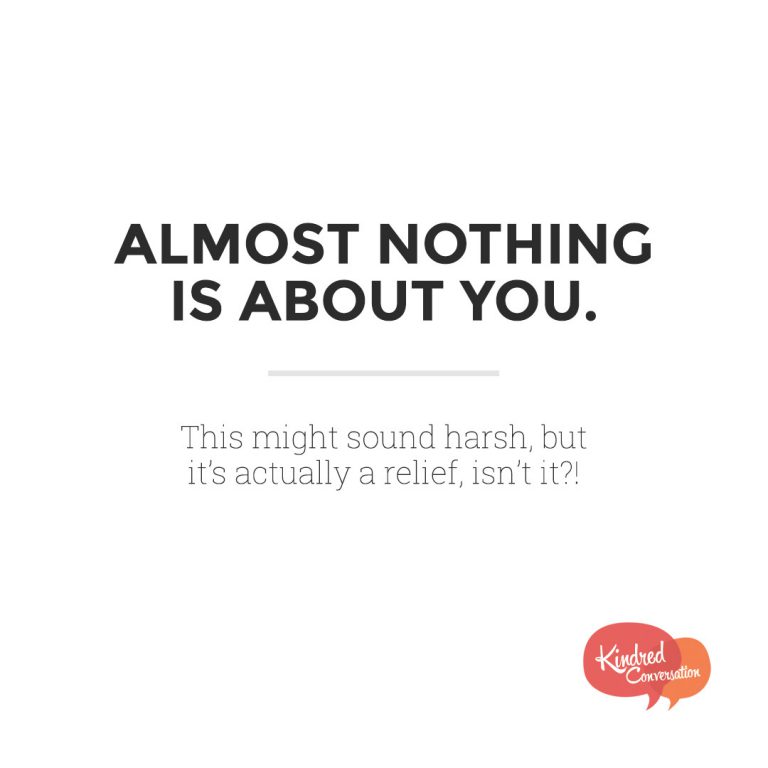 ALMOST NOTHING
IS ABOUT YOU.
This might sound harsh, but
it's actually a relief, isn't it?!
Kindred
Conversation